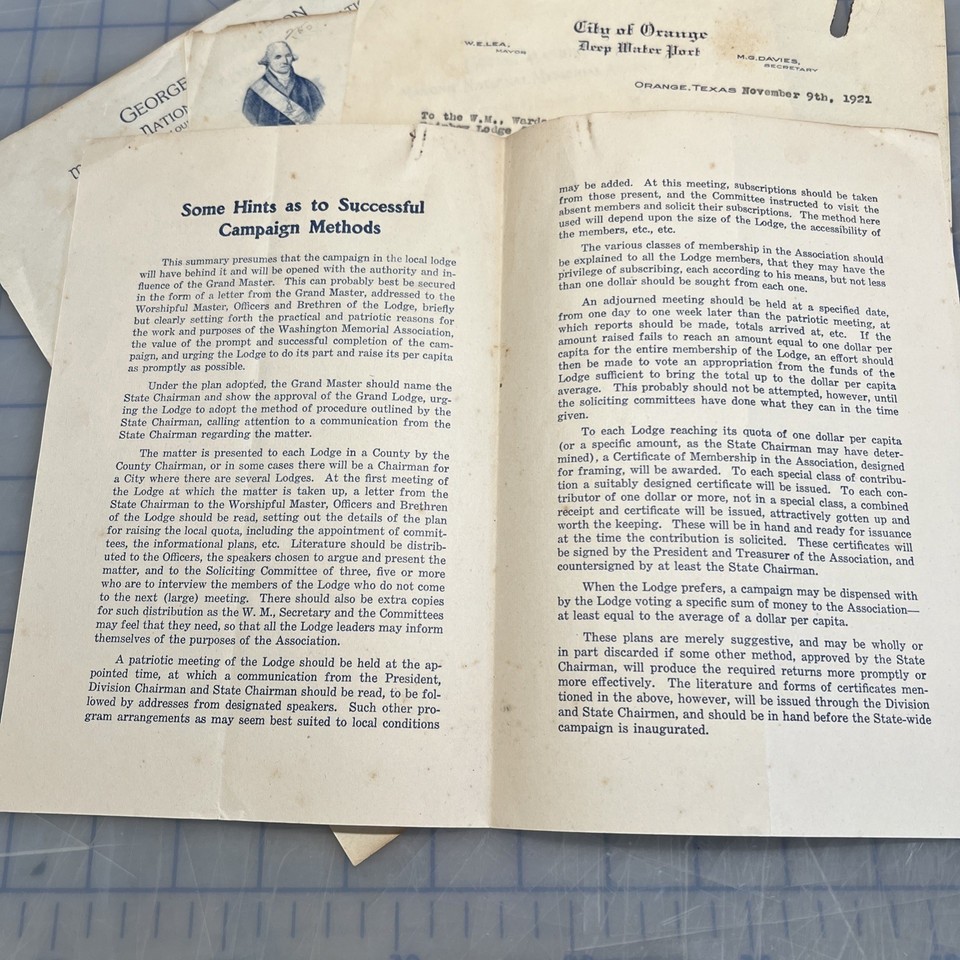 GEORGE
NATION
City of Orange
Deep Water Port
W.E.LEA,
MAYOR
M.G.DAVIES,
SECRETARY
ORANGE, TEXAS November 9th, 1921
To the W.M., Warde
Lodge
Some Hints as to Successful
Campaign Methods
This summary presumes that the campaign in the local lodge
will have behind it and will be opened with the authority and in-
fluence of the Grand Master. This can probably best be secured
in the form of a letter from the Grand Master, addressed to the
Worshipful Master, Officers and Brethren of the Lodge, briefly
but clearly setting forth the practical and patriotic reasons for
the work and purposes of the Washington Memorial Association,
the value of the prompt and successful completion of the cam-
paign, and urging the Lodge to do its part and raise its per capita
as promptly as possible.
Under the plan adopted, the Grand Master should name the
State Chairman and show the approval of the Grand Lodge, urg-
ing the Lodge to adopt the method of procedure outlined by the
State Chairman, calling attention to a communication from the
State Chairman regarding the matter.
The matter is presented to each Lodge in a County by the
County Chairman, or in some cases there will be a Chairman for
a City where there are several Lodges. At the first meeting of
the Lodge at which the matter is taken up, a letter from the
State Chairman to the Worshipful Master, Officers and Brethren
of the Lodge should be read, setting out the details of the plan
for raising the local quota, including the appointment of commit-
tees, the informational plans, etc. Literature should be distrib-
uted to the Officers, the speakers chosen to argue and present the
matter, and to the Soliciting Committee of three, five or more
who are to interview the members of the Lodge who do not come
to the next (large) meeting. There should also be extra copies
for such distribution as the W. M., Secretary and the Committees
may feel that they need, so that all the Lodge leaders may inform
themselves of the purposes of the Association.
A patriotic meeting of the Lodge should be held at the ap-
pointed time, at which a communication from the President,
Division Chairman and State Chairman should be read, to be fol-
lowed by addresses from designated speakers. Such other pro-
gram arrangements as may seem best suited to local conditions
may be added. At this meeting, subscriptions should be taken
from those present, and the Committee instructed to visit the
absent members and solicit their subscriptions. The method here
used will depend upon the size of the Lodge, the accessibility of
the members, etc., etc.
The various classes of membership in the Association should
be explained to all the Lodge members, that they may have the
privilege of subscribing, each according to his means, but not less
than one dollar should be sought from each one.
An adjourned meeting should be held at a specified date,
from one day to one week later than the patriotic meeting, at
which reports should be made, totals arrived at, etc. If the
amount raised fails to reach an amount equal to one dollar per
capita for the entire membership of the Lodge, an effort should
then be made to vote an appropriation from the funds of the
Lodge sufficient to bring the total up to the dollar per capita
average. This probably should not be attempted, however, until
the soliciting committees have done what they can in the time
given.
To each Lodge reaching its quota of one dollar per capita
(or a specific amount, as the State Chairman may have deter-
mined), a Certificate of Membership in the Association, designed
for framing, will be awarded. To each special class of contribu-
tion a suitably designed certificate will be issued. To each con-
tributor of one dollar or more, not in a special class, a combined
receipt and certificate will be issued, attractively gotten up and
worth the keeping. These will be in hand and ready for issuance
at the time the contribution is solicited. These certificates will
be signed by the President and Treasurer of the Association, and
countersigned by at least the State Chairman.
When the Lodge prefers, a campaign may be dispensed with
by the Lodge voting a specific sum of money to the Association—
at least equal to the average of a dollar per capita.
These plans are merely suggestive, and may be wholly or
in part discarded if some other method, approved by the State
Chairman, will produce the required returns more promptly or
more effectively. The literature and forms of certificates men-
tioned in the above, however, will be issued through the Division
and State Chairmen, and should be in hand before the State-wide
campaign is inaugurated.